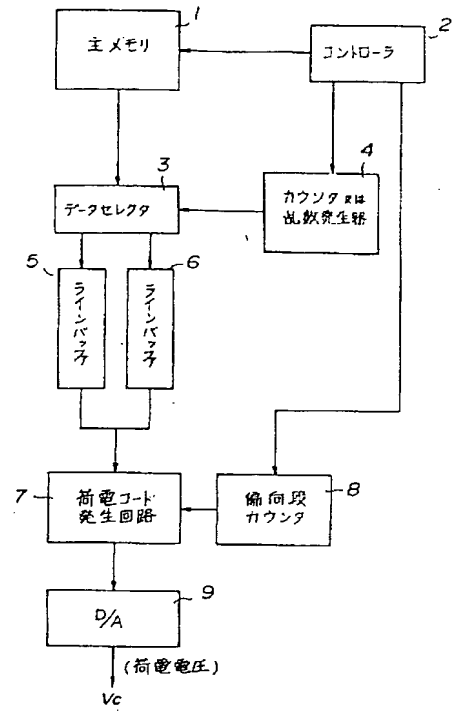 1
主メモリ
2
コントローラ
3
データセレクタ
4
カウンタ又は
乱数発生器
5
ラインバッファ
6
ラインバッファ
7
荷電コード
発生回路
8
偏向段
カウンタ
9
D/A
(荷電電圧)
Vc